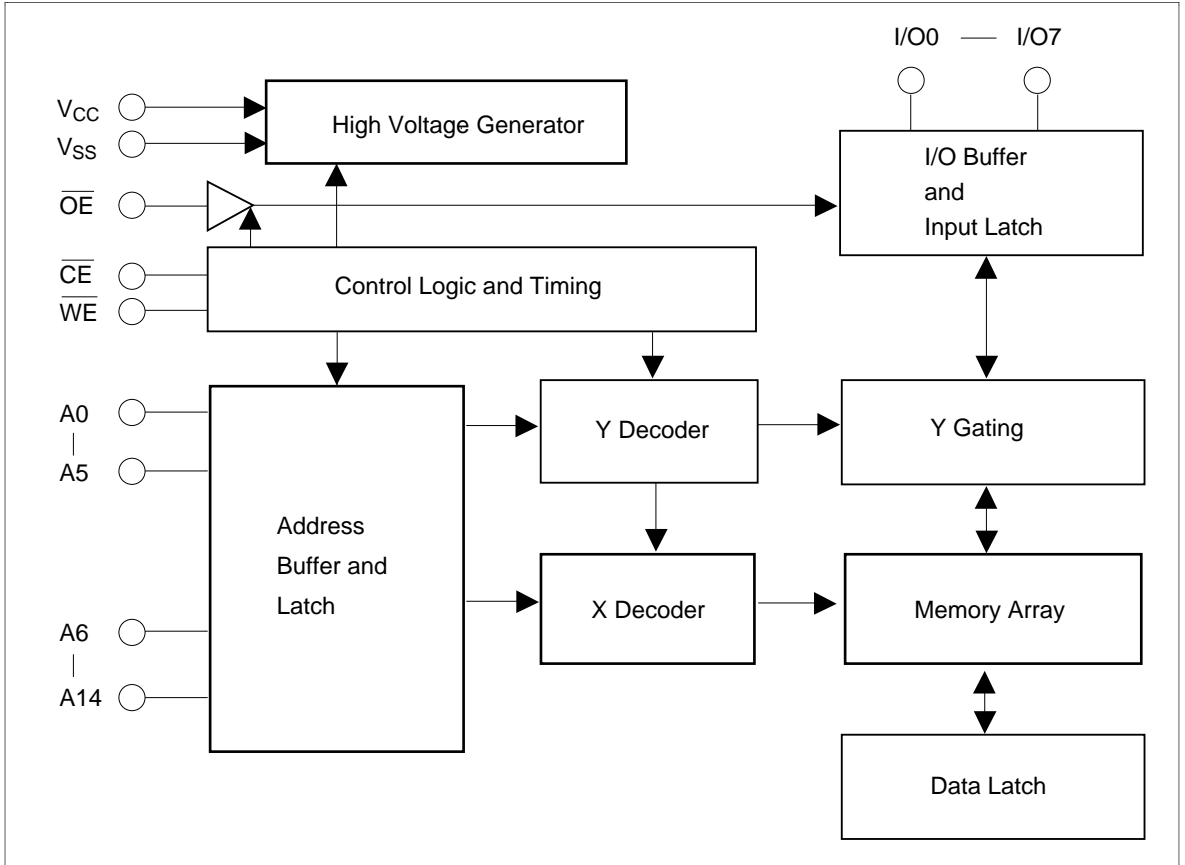 I/O0 — I/O7
VCC
VSS
High Voltage Generator
I/O Buffer
and
Input Latch
OE
CE
WE
Control Logic and Timing
A0
A5
Y Decoder
Y Gating
Address
Buffer and
Latch
X Decoder
Memory Array
A6
A14
Data Latch